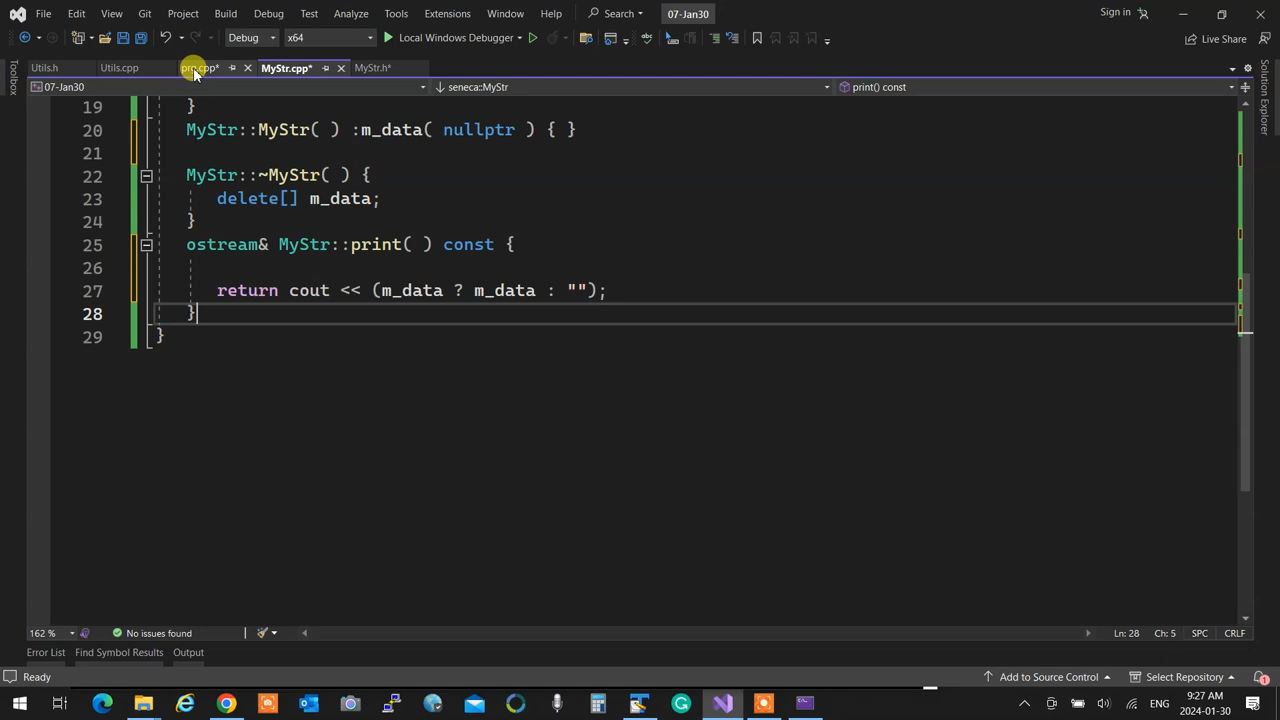 File Edit View Git Project Build Debug Test Analyze Tools Extensions Window Help Search 07-Jan30 Sign in
Debug x64 Local Windows Debugger Live Share
Utils.h Utils.cpp MyStr.cpp* MyStr.h*
07-Jan30 seneca::MyStr print() const
Toolbox
Solution Exp
19 }
20 MyStr::MyStr( ) :m_data( nullptr ) { }
21
22 MyStr::~MyStr( ) {
23 delete[] m_data;
24 }
25 ostream& MyStr::print( ) const {
26
27 return cout << (m_data ? m_data : "");
28 }
29 }
162 % No issues found Ln: 28 Ch: 5 SPC CRLF
Error List Find Symbol Results Output
Ready Add to Source Control Select Repository 1
ENG 9:27 AM
2024-01-30